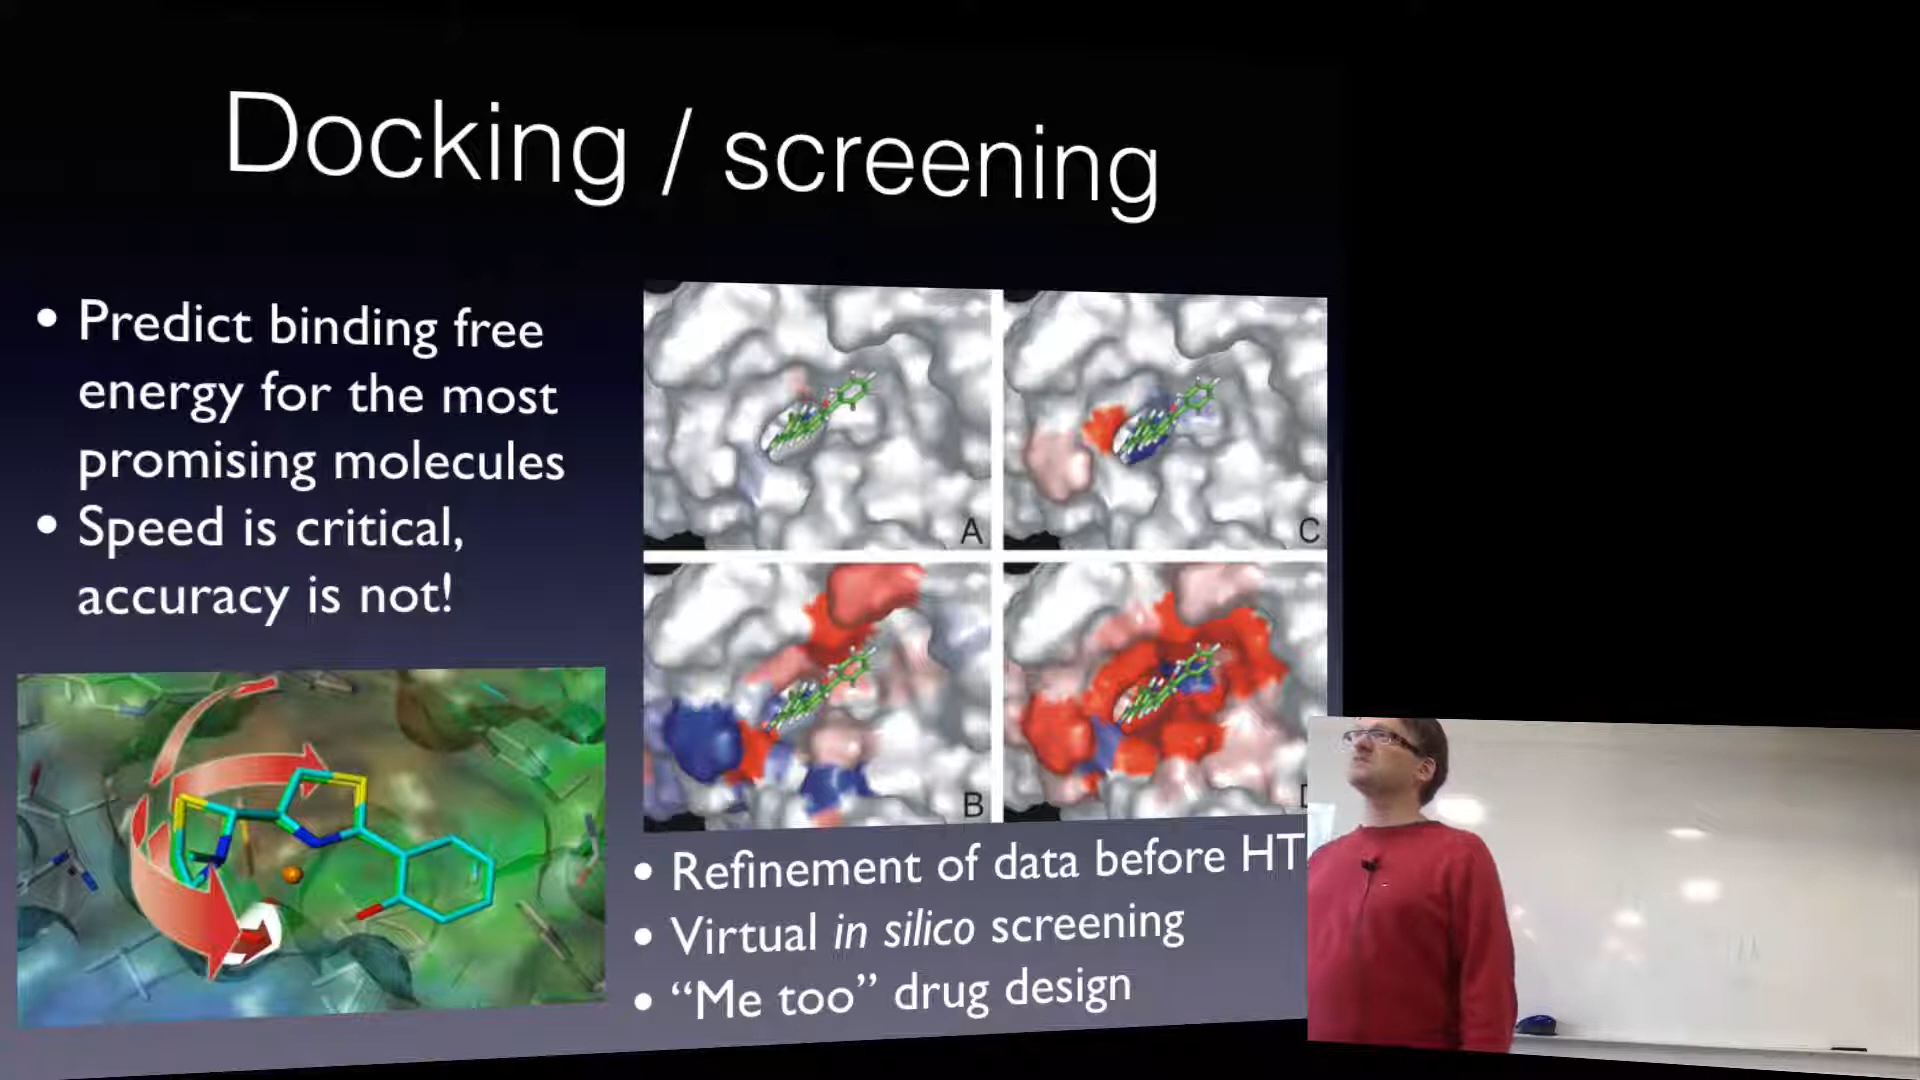 Docking / screening
• Predict binding free
energy for the most
promising molecules
• Speed is critical,
accuracy is not!
A
C
B
• Refinement of data before
• Virtual in silico screening
• “Me too” drug design